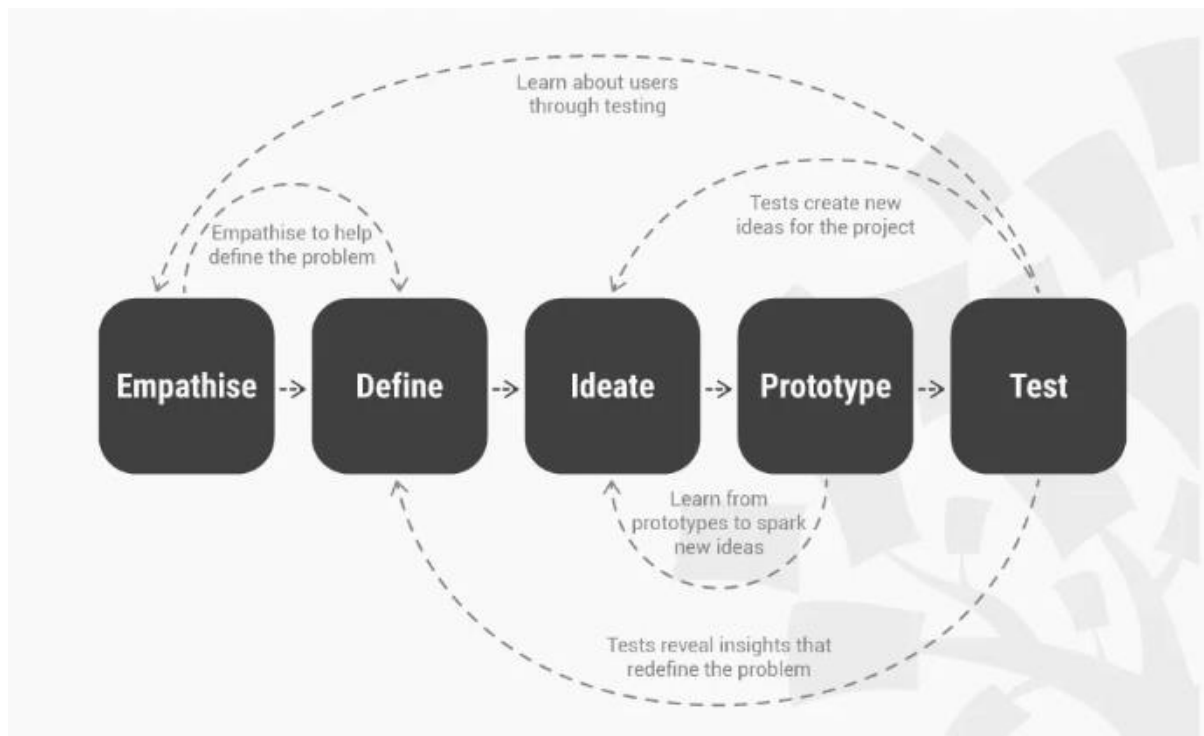 Learn about users
through testing
Tests create new
ideas for the project
Empathise to help
define the problem
Empathise
Define
Ideate
Prototype
Test
Learn from
prototypes to spark
new ideas
Tests reveal insights that
redefine the problem